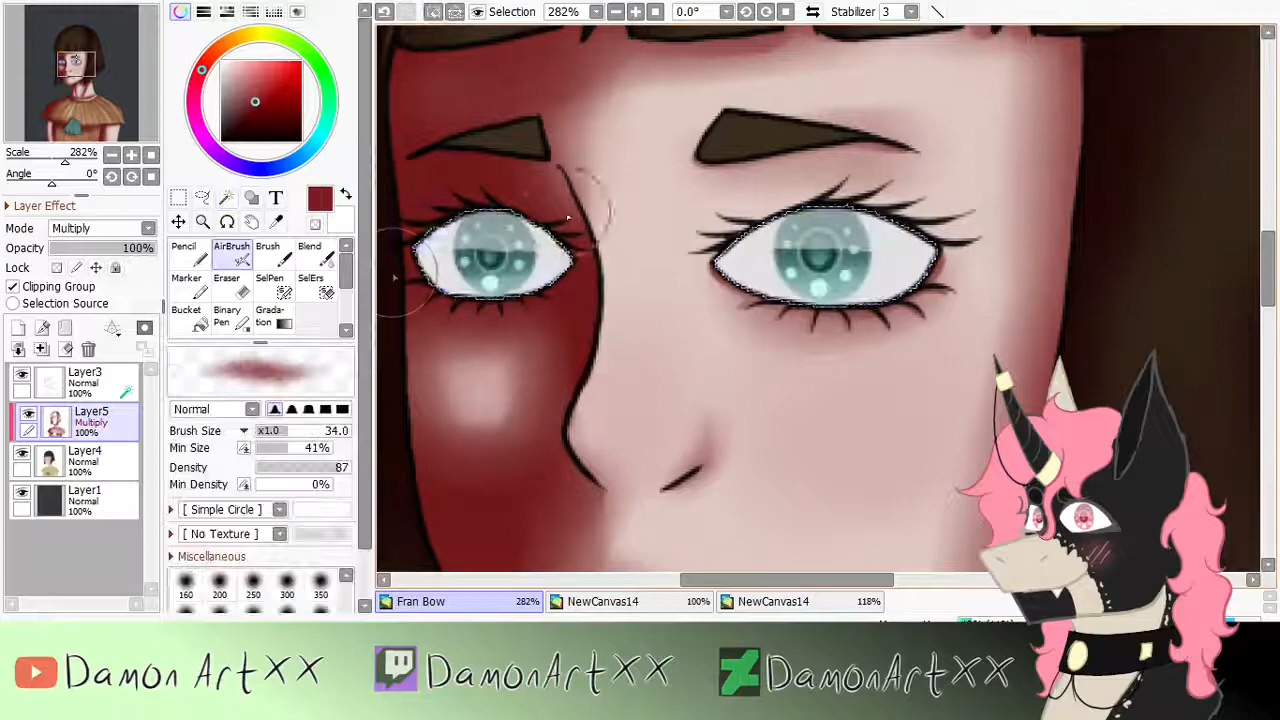 Selection 282% 0.0° Stabilizer 3
Scale 282%
Angle 0°
Layer Effect
Mode Multiply
Opacity 100%
Lock
Clipping Group
Selection Source
Layer3
Normal
100%
Layer5
Multiply
100%
Layer4
Normal
100%
Layer1
Normal
100%
T
Pencil AirBrush Brush Blend
Marker Eraser SelPen SelErs
Bucket Binary Pen Grada- tion
Normal
Brush Size x1.0 34.0
Min Size 41%
Density 87
Min Density 0%
[ Simple Circle ]
[ No Texture ]
Miscellaneous
160 200 250 300 350
Fran Bow 282% NewCanvas14 100% NewCanvas14 118%
DamonArtXX DamonArtXX DamonArtXX